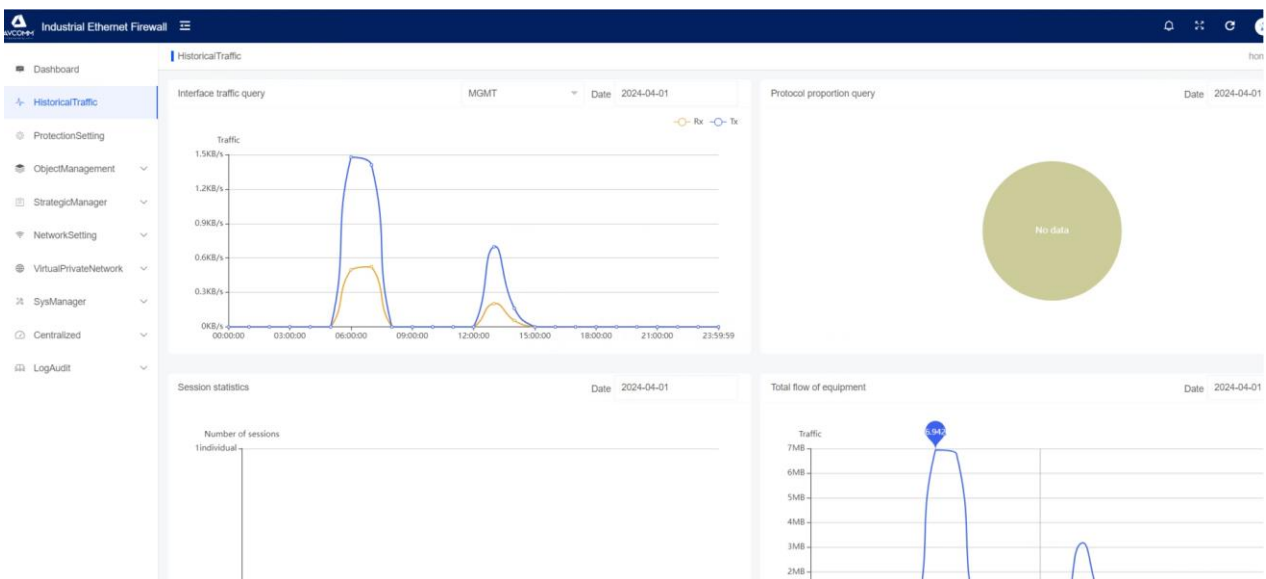 AVCOMM Industrial Ethernet Firewall
HistoricalTraffic
Dashboard
HistoricalTraffic
ProtectionSetting
ObjectManagement
StrategicManager
NetworkSetting
VirtualPrivateNetwork
SysManager
Centralized
LogAudit
Interface traffic query MGMT Date 2024-04-01
Rx Tx
Traffic
1.5KB/s
1.2KB/s
0.9KB/s
0.6KB/s
0.3KB/s
0KB/s
00:00:00 03:00:00 06:00:00 09:00:00 12:00:00 15:00:00 18:00:00 21:00:00 23:59:59
Protocol proportion query Date 2024-04-01
No data
Session statistics Date 2024-04-01
Number of sessions
1individual
Total flow of equipment Date 2024-04-01
Traffic
6.942
7MB
6MB
5MB
4MB
3MB
2MB